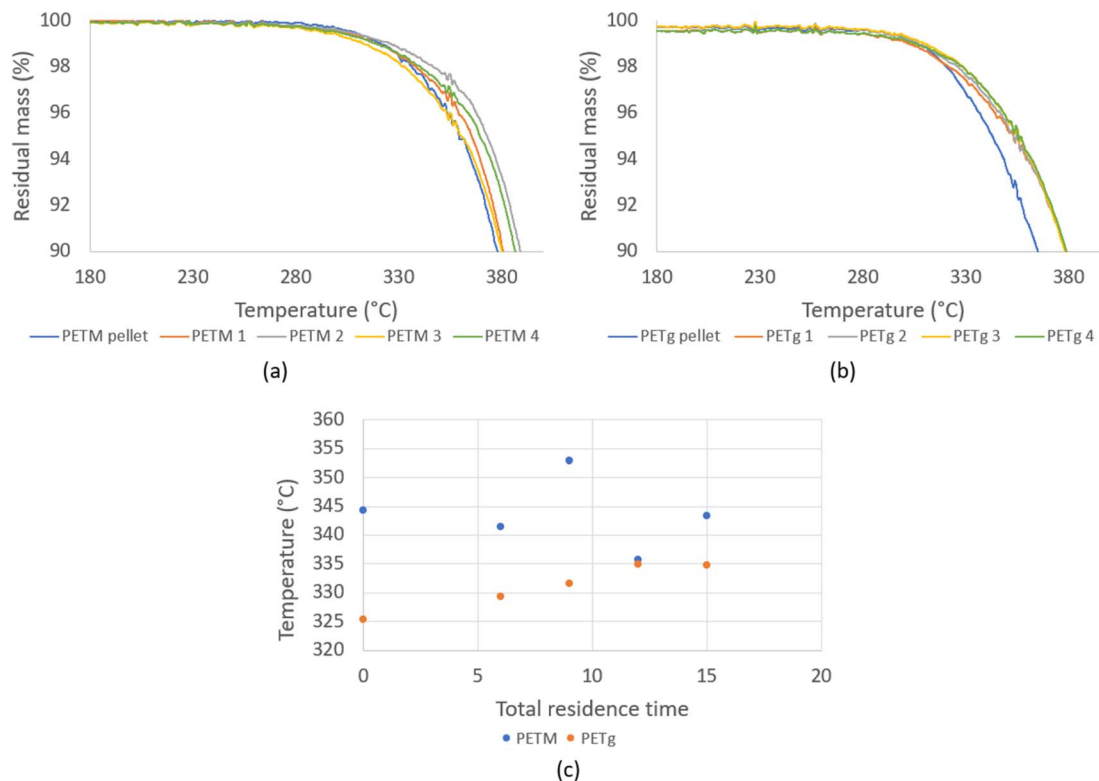 100
98
96
94
92
90
Residual mass (%)
180 230 280 330 380
Temperature (°C)
PETM pellet PETM 1 PETM 2 PETM 3 PETM 4
(a)
100
98
96
94
92
90
Residual mass (%)
180 230 280 330 380
Temperature (°C)
PETg pellet PETg 1 PETg 2 PETg 3 PETg 4
(b)
360
355
350
345
340
335
330
325
320
Temperature (°C)
0 5 10 15 20
Total residence time
PETM PETg
(c)